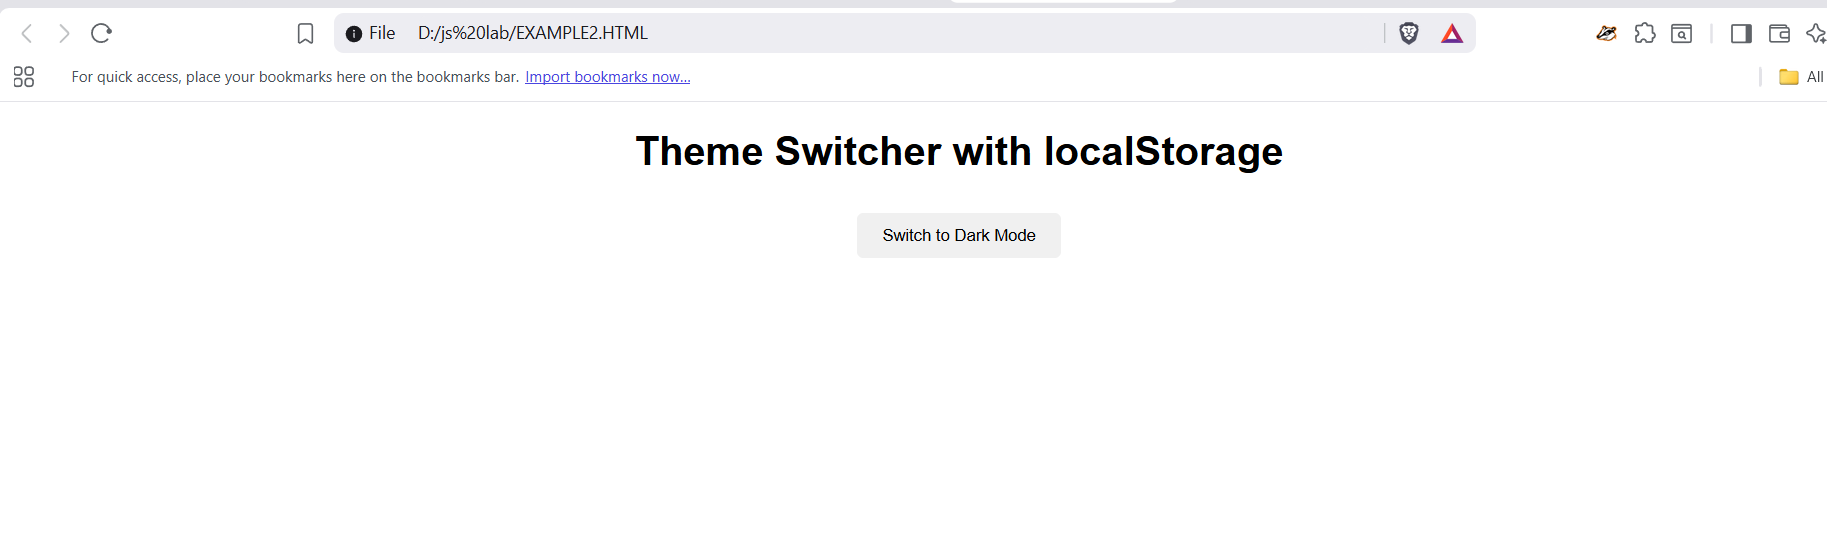 File D:/js%20lab/EXAMPLE2.HTML
For quick access, place your bookmarks here on the bookmarks bar. Import bookmarks now...
All
Theme Switcher with localStorage
Switch to Dark Mode